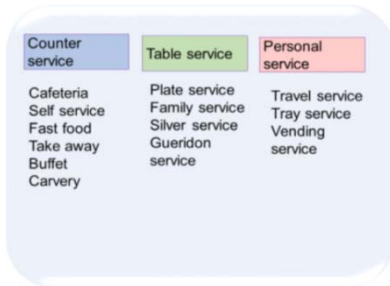 Counter
service
Cafeteria
Self service
Fast food
Take away
Buffet
Carvery
Table service
Plate service
Family service
Silver service
Gueridon
service
Personal
service
Travel service
Tray service
Vending
service